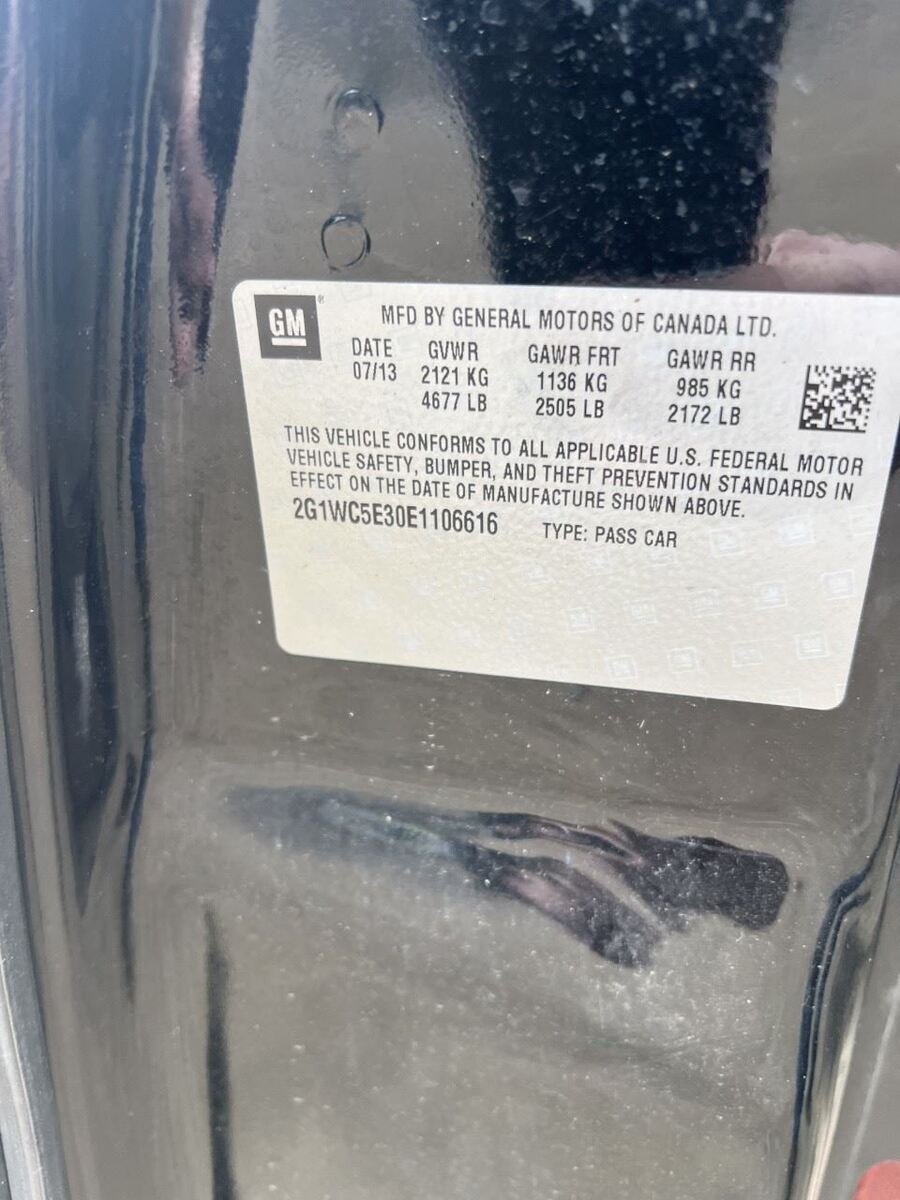 GM®
MFD BY GENERAL MOTORS OF CANADA LTD.
DATE GVWR GAWR FRT GAWR RR
07/13 2121 KG 1136 KG 985 KG
4677 LB 2505 LB 2172 LB
THIS VEHICLE CONFORMS TO ALL APPLICABLE U.S. FEDERAL MOTOR
VEHICLE SAFETY, BUMPER, AND THEFT PREVENTION STANDARDS IN
EFFECT ON THE DATE OF MANUFACTURE SHOWN ABOVE.
2G1WC5E30E1106616 TYPE: PASS CAR